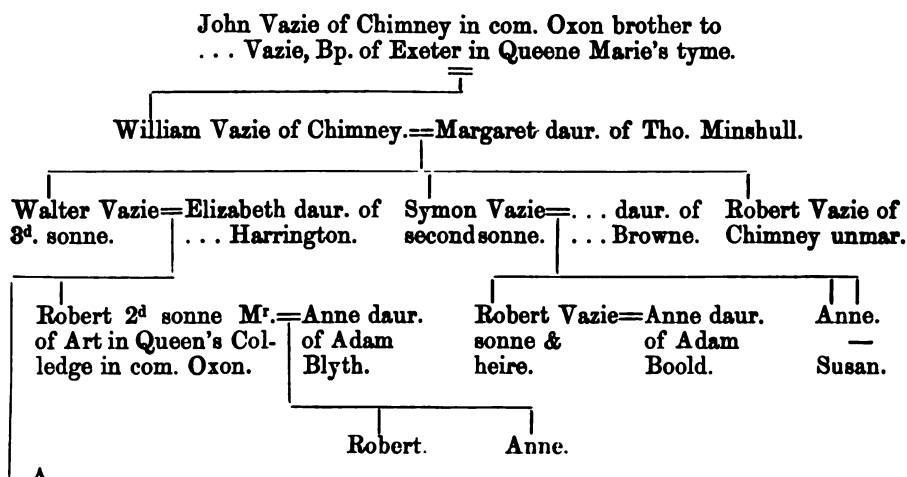 John Vazie of Chimney in com. Oxon brother to
... Vazie, Bp. of Exeter in Queene Marie's tyme.
William Vazie of Chimney.=Margaret daur. of Tho. Minshull.
Walter Vazie=Elizabeth daur. of
3d. sonne. ... Harrington.
Symon Vazie=... daur. of
second sonne. ... Browne.
Robert Vazie of
Chimney unmar.
Robert 2d sonne Mr.=Anne daur.
of Art in Queen's Col- of Adam
ledge in com. Oxon. Blyth.
Robert Vazie=Anne daur.
sonne & of Adam
heire. Boold.
Anne.
—
Susan.
Robert. Anne.
A